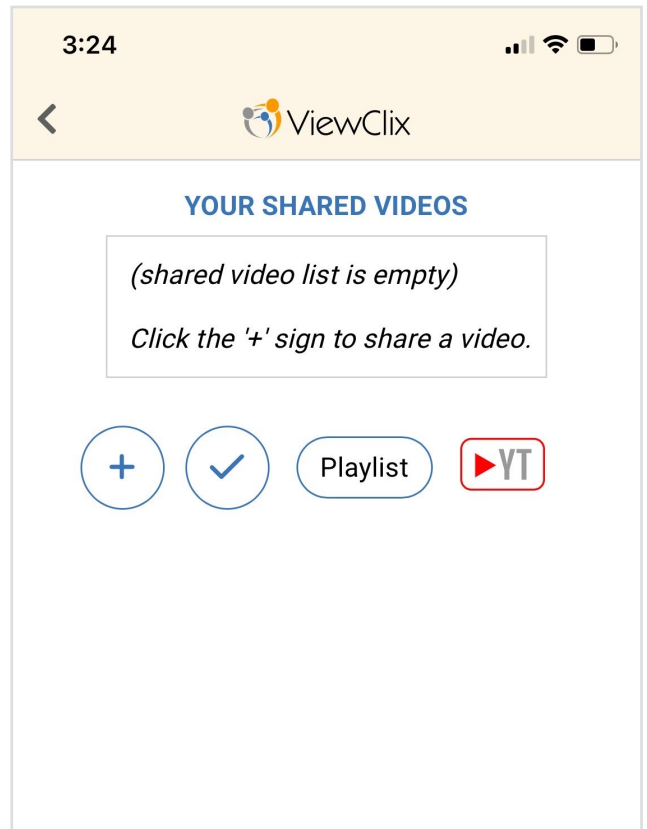 3:24
ViewClix
YOUR SHARED VIDEOS
(shared video list is empty)
Click the '+' sign to share a video.
+
Playlist
YT